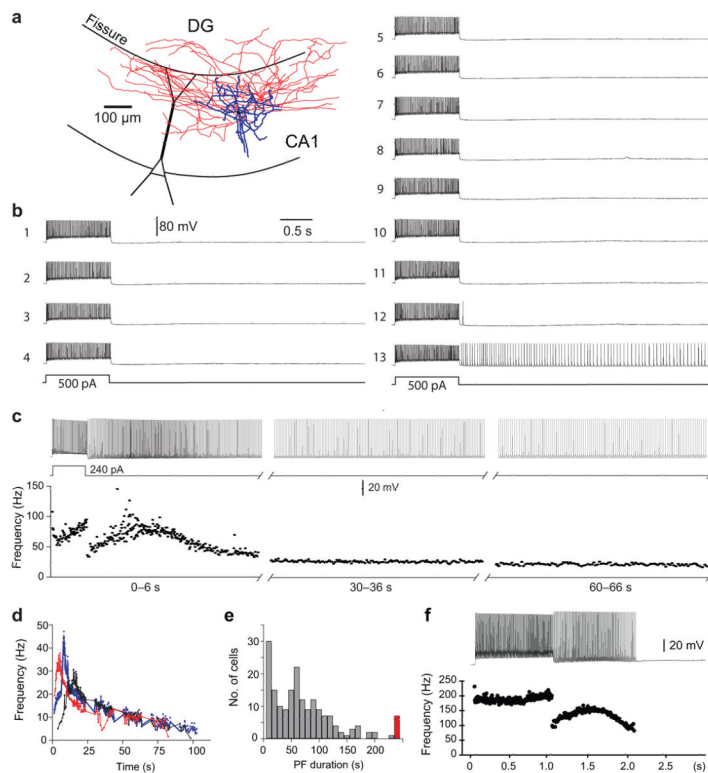 a
DG
Fissure
100 µm
CA1
b
80 mV
0.5 s
1
2
3
4
500 pA
5
6
7
8
9
10
11
12
13
500 pA
c
240 pA
20 mV
Frequency (Hz)
150
100
50
0
0–6 s
30–36 s
60–66 s
d
Frequency (Hz)
50
40
30
20
10
0
0 25 50 75 100
Time (s)
e
No. of cells
30
20
10
0
0 50 100 150 200
PF duration (s)
f
20 mV
Frequency (Hz)
250
200
150
100
50
0
0 0.5 1.0 1.5 2.0 2.5 (s)